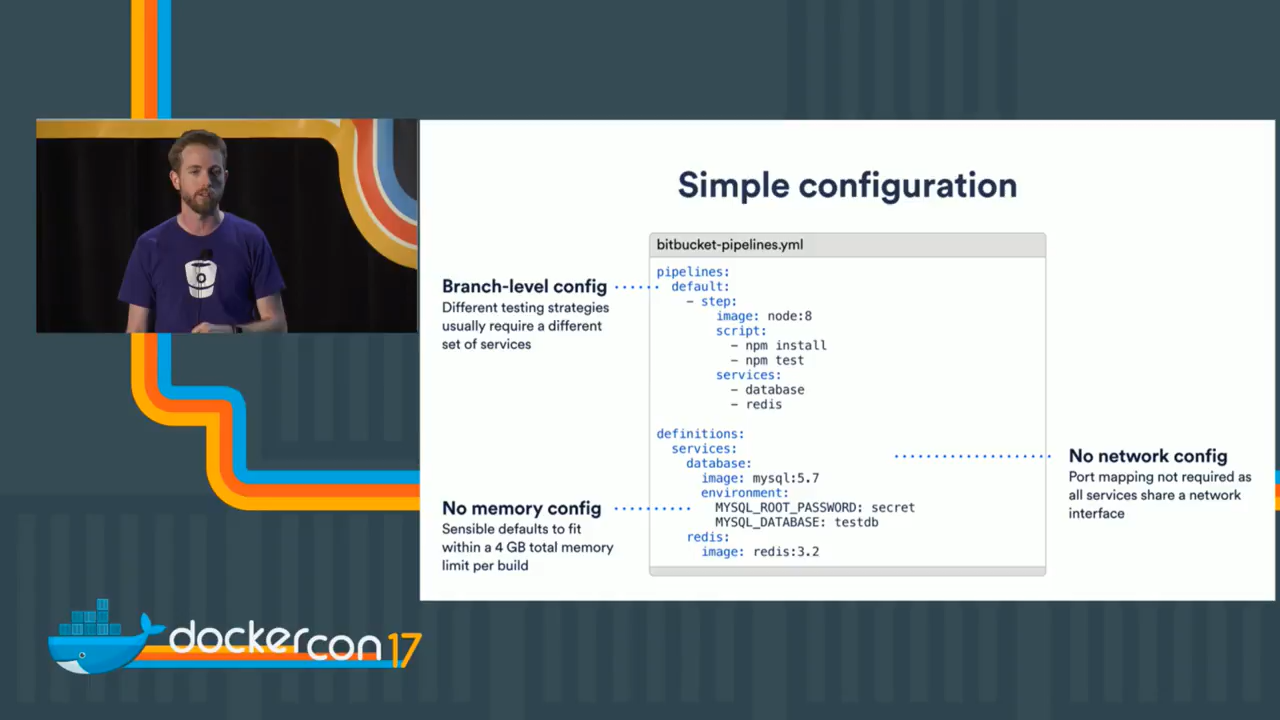 Simple configuration
bitbucket-pipelines.yml
Branch-level config
Different testing strategies
usually require a different
set of services
pipelines:
  default:
    - step:
        image: node:8
        script:
          - npm install
          - npm test
        services:
          - database
          - redis
definitions:
  services:
    database:
      image: mysql:5.7
      environment:
        MYSQL_ROOT_PASSWORD: secret
        MYSQL_DATABASE: testdb
    redis:
      image: redis:3.2
No memory config
Sensible defaults to fit
within a 4 GB total memory
limit per build
No network config
Port mapping not required as
all services share a network
interface
dockercon 17